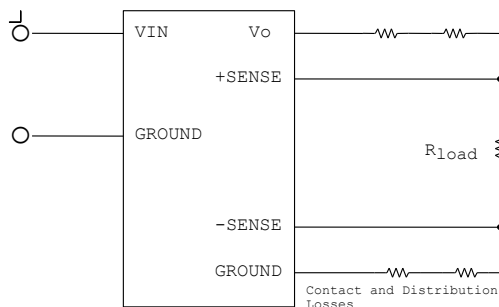 VIN
Vo
+SENSE
GROUND
Rload
-SENSE
GROUND
Contact and Distribution
Losses